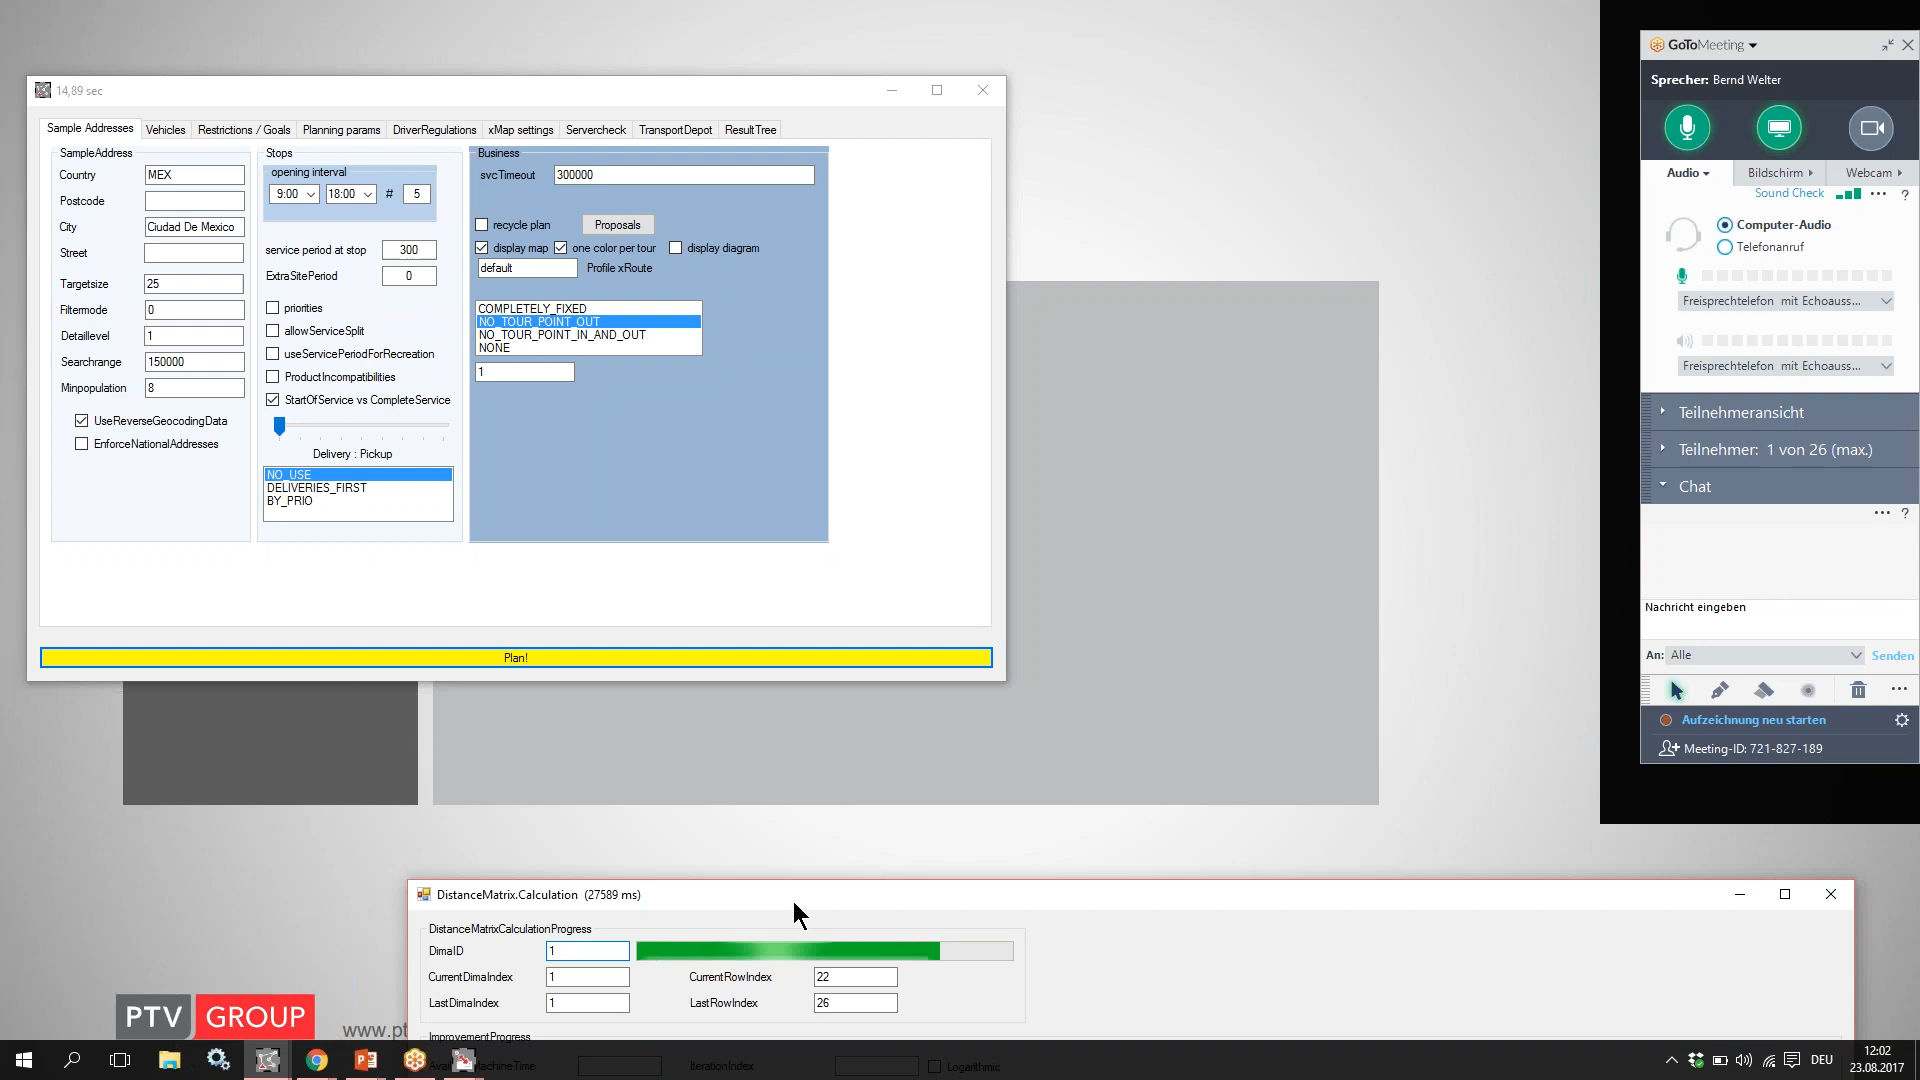 14,89 sec
Sample Addresses Vehicles Restrictions / Goals Planning params DriverRegulations xMap settings Servercheck TransportDepot ResultTree
SampleAddress
Country MEX
Postcode
City Ciudad De Mexico
Street
Targetsize 25
Filtermode 0
Detaillevel 1
Searchrange 150000
Minpopulation 8
UseReverseGeocodingData
EnforceNationalAddresses
Stops
opening interval
9:00 18:00 # 5
service period at stop 300
ExtraSitePeriod 0
priorities
allowServiceSplit
useServicePeriodForRecreation
ProductIncompatibilities
StartOfService vs CompleteService
Delivery : Pickup
NO_USE
DELIVERIES_FIRST
BY_PRIO
Business
svcTimeout 300000
recycle plan Proposals
display map one color per tour display diagram
default Profile xRoute
COMPLETELY_FIXED
NO_TOUR_POINT_OUT
NO_TOUR_POINT_IN_AND_OUT
NONE
1
Plan!
GoToMeeting
Sprecher: Bernd Welter
Audio Bildschirm Webcam
Sound Check ... ?
Computer-Audio
Telefonanruf
Freisprechtelefon mit Echoauss...
Freisprechtelefon mit Echoauss...
Teilnehmeransicht
Teilnehmer: 1 von 26 (max.)
Chat
... ?
Nachricht eingeben
An: Alle Senden
Aufzeichnung neu starten
Meeting-ID: 721-827-189
DistanceMatrix.Calculation (27589 ms)
DistanceMatrixCalculationProgress
DimaID 1
CurrentDimaIndex 1 CurrentRowIndex 22
LastDimaIndex 1 LastRowIndex 26
ImprovementProgress
MachineTime IterationIndex Logarithmic
PTV GROUP
www.pt
DEU
12:02
23.08.2017